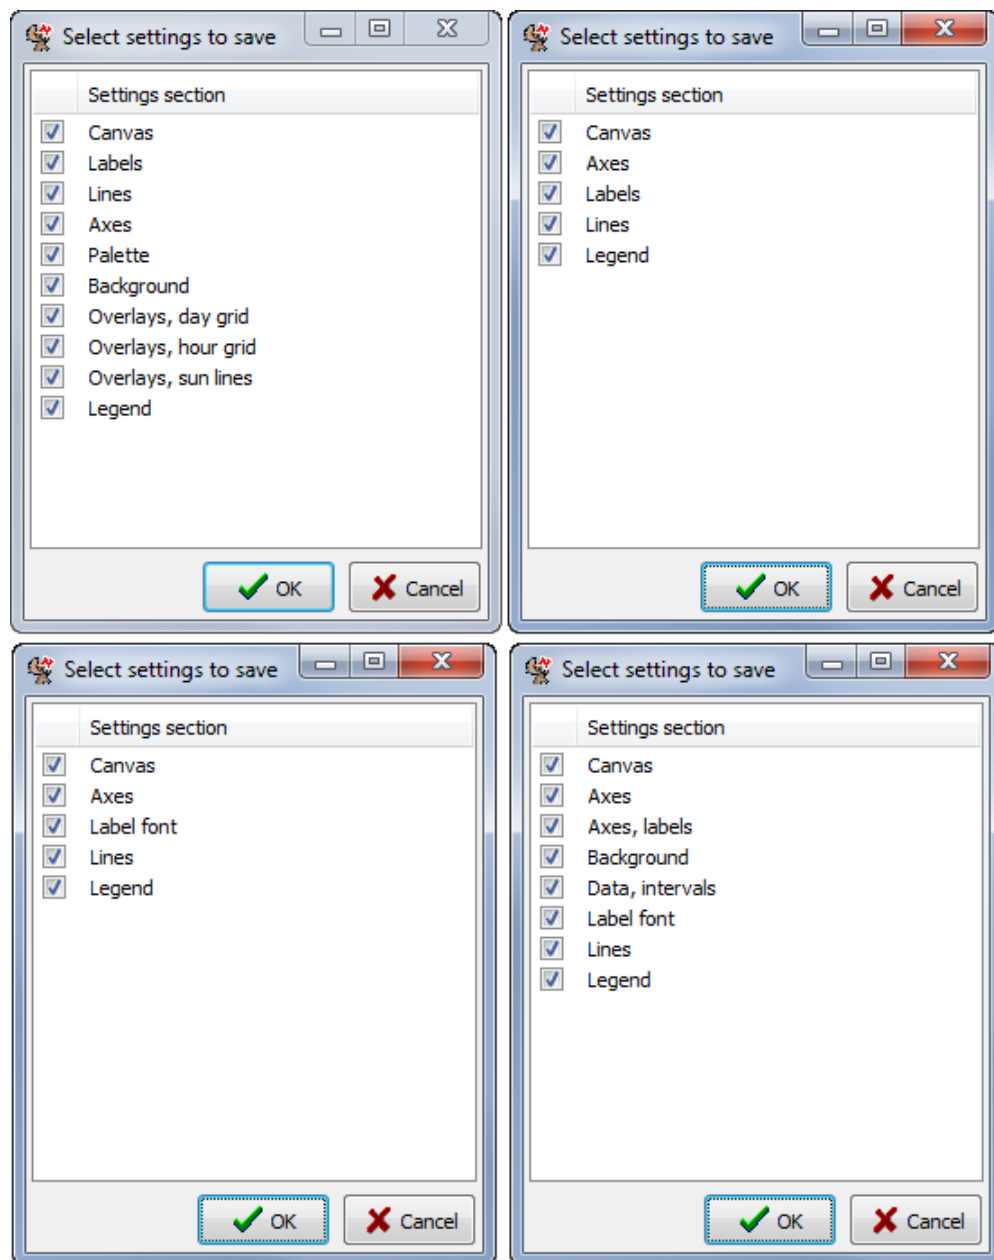 Select settings to save
Settings section
Canvas
Labels
Lines
Axes
Palette
Background
Overlays, day grid
Overlays, hour grid
Overlays, sun lines
Legend
OK
Cancel
Select settings to save
Settings section
Canvas
Axes
Labels
Lines
Legend
OK
Cancel
Select settings to save
Settings section
Canvas
Axes
Label font
Lines
Legend
OK
Cancel
Select settings to save
Settings section
Canvas
Axes
Axes, labels
Background
Data, intervals
Label font
Lines
Legend
OK
Cancel